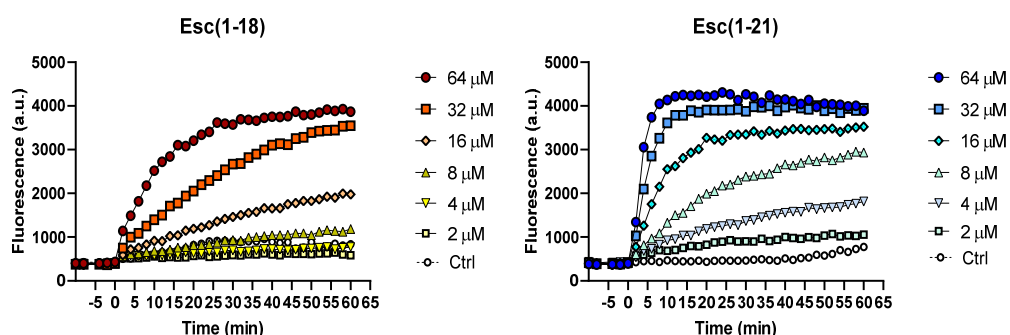 Esc(1-18)
Fluorescence (a.u.)
5000
4000
3000
2000
1000
0
-5 0 5 10 15 20 25 30 35 40 45 50 55 60 65
Time (min)
64 µM
32 µM
16 µM
8 µM
4 µM
2 µM
Ctrl
Esc(1-21)
Fluorescence (a.u.)
5000
4000
3000
2000
1000
0
-5 0 5 10 15 20 25 30 35 40 45 50 55 60 65
Time (min)
64 µM
32 µM
16 µM
8 µM
4 µM
2 µM
Ctrl